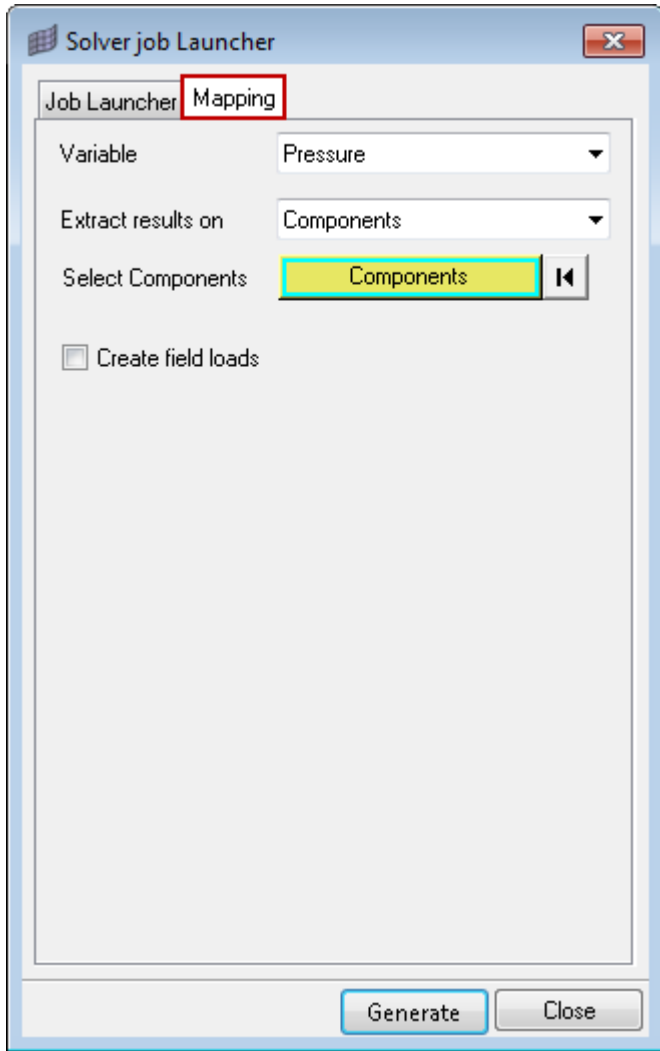 Solver job Launcher
Job Launcher Mapping
Variable Pressure
Extract results on Components
Select Components Components
Create field loads
Generate Close